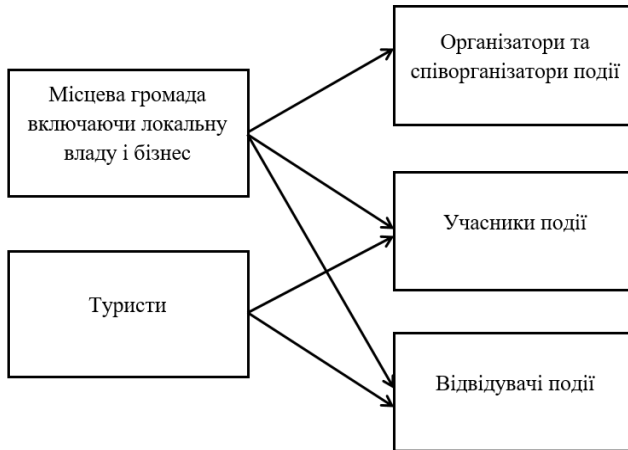 Місцева громада
включаючи локальну
владу і бізнес
Туристи
Організатори та
співорганізатори події
Учасники події
Відвідувачі події